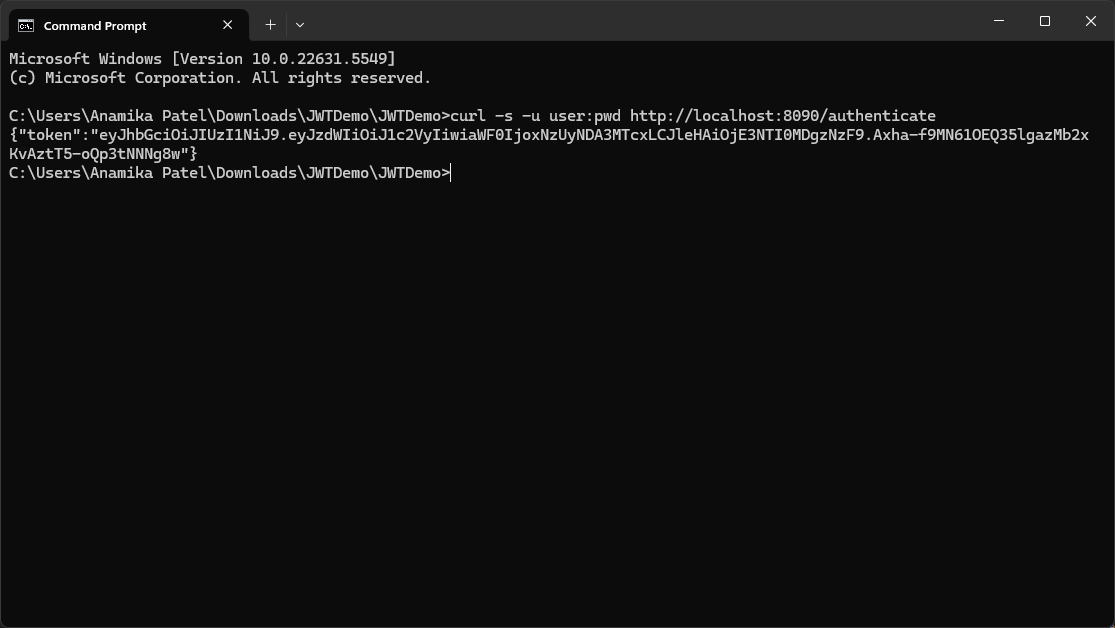 Command Prompt
Microsoft Windows [Version 10.0.22631.5549]
(c) Microsoft Corporation. All rights reserved.
C:\Users\Anamika Patel\Downloads\JWTDemo\JWTDemo>curl -s -u user:pwd http://localhost:8090/authenticate
{"token":"eyJhbGciOiJIUzI1NiJ9.eyJzdWIiOiJ1c2VyIiwiaWF0IjoxNzUyNDA3MTcxLCJleHAiOjE3NTI0MDgzNzF9.Axha-f9MN61OEQ35lgazMb2x
KvAztT5-oQp3tNNNg8w"}
C:\Users\Anamika Patel\Downloads\JWTDemo\JWTDemo>